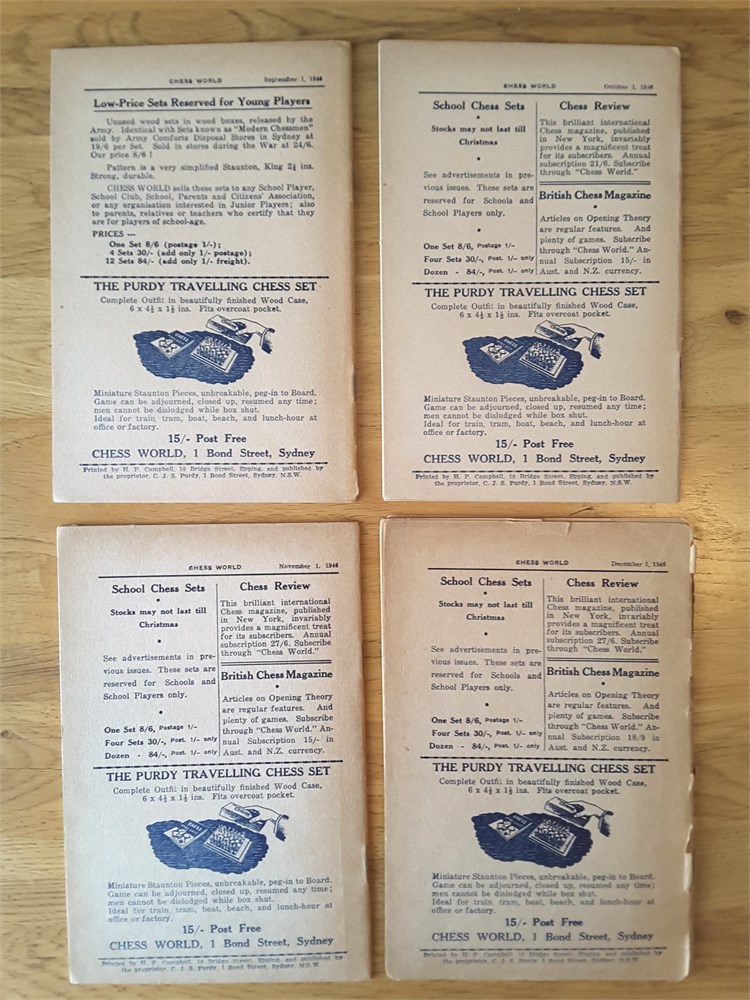 CHESS WORLD September 1, 1946
Low-Price Sets Reserved for Young Players
Unused wood sets in wood boxes, released by the
Army. Identical with Sets known as "Modern Chessmen"
sold by Army Comforts Disposal Stores in Sydney at
19/6 per Set. Sold in stores during the War at 24/6.
Our price 8/6 !
Pattern is a very simplified Staunton, King 2½ ins.
Strong, durable.
CHESS WORLD sells these sets to any School Player,
School Club, School, Parents and Citizens' Association,
or any organisation interested in Junior Players; also
to parents, relatives or teachers who certify that they
are for players of school-age.
PRICES —
One Set 8/6 (postage 1/-);
4 Sets 30/- (add only 1/- postage);
12 Sets 84/- (add only 1/- freight).
THE PURDY TRAVELLING CHESS SET
Complete Outfit in beautifully finished Wood Case,
6 x 4½ x 1½ ins. Fits overcoat pocket.
Miniature Staunton Pieces, unbreakable, peg-in to Board.
Game can be adjourned, closed up, resumed any time;
men cannot be dislodged while box shut.
Ideal for train, tram, boat, beach, and lunch-hour at
office or factory.
15/- Post Free
CHESS WORLD, 1 Bond Street, Sydney
Printed by H. P. Campbell, 10 Bridge Street, Epping, and published by
the proprietor, C. J. S. Purdy, 1 Bond Street, Sydney, N.S.W.
CHESS WORLD October 1, 1946
School Chess Sets
Stocks may not last till
Christmas
See advertisements in pre-
vious issues. These sets are
reserved for Schools and
School Players only.
One Set 8/6, Postage 1/-
Four Sets 30/-, Post. 1/- only
Dozen - 84/-, Post. 1/- only
Chess Review
This brilliant international
Chess magazine, published
in New York, invariably
provides a magnificent treat
for its subscribers. Annual
subscription 21/6. Subscribe
through "Chess World."
British Chess Magazine
Articles on Opening Theory
are regular features. And
plenty of games. Subscribe
through "Chess World." An-
nual Subscription 15/- in
Aust. and N.Z. currency.
THE PURDY TRAVELLING CHESS SET
Complete Outfit in beautifully finished Wood Case,
6 x 4½ x 1½ ins. Fits overcoat pocket.
Miniature Staunton Pieces, unbreakable, peg-in to Board.
Game can be adjourned, closed up, resumed any time;
men cannot be dislodged while box shut.
Ideal for train, tram, boat, beach, and lunch-hour at
office or factory.
15/- Post Free
CHESS WORLD, 1 Bond Street, Sydney
Printed by H. P. Campbell, 10 Bridge Street, Epping, and published by
the proprietor, C. J. S. Purdy, 1 Bond Street, Sydney, N.S.W.
CHESS WORLD November 1, 1946
School Chess Sets
Stocks may not last till
Christmas
See advertisements in pre-
vious issues. These sets are
reserved for Schools and
School Players only.
One Set 8/6, Postage 1/-
Four Sets 30/-, Post. 1/- only
Dozen - 84/-, Post. 1/- only
Chess Review
This brilliant international
Chess magazine, published
in New York, invariably
provides a magnificent treat
for its subscribers. Annual
subscription 27/6. Subscribe
through "Chess World."
British Chess Magazine
Articles on Opening Theory
are regular features. And
plenty of games. Subscribe
through "Chess World." An-
nual Subscription 15/- in
Aust. and N.Z. currency.
THE PURDY TRAVELLING CHESS SET
Complete Outfit in beautifully finished Wood Case,
6 x 4½ x 1½ ins. Fits overcoat pocket.
Miniature Staunton Pieces, unbreakable, peg-in to Board.
Game can be adjourned, closed up, resumed any time;
men cannot be dislodged while box shut.
Ideal for train, tram, boat, beach, and lunch-hour at
office or factory.
15/- Post Free
CHESS WORLD, 1 Bond Street, Sydney
Printed by H. P. Campbell, 10 Bridge Street, Epping, and published by
the proprietor, C. J. S. Purdy, 1 Bond Street, Sydney, N.S.W
CHESS WORLD December 1, 1946
School Chess Sets
Stocks may not last till
Christmas
See advertisements in pre-
vious issues. These sets are
reserved for Schools and
School Players only.
One Set 8/6, Postage 1/-
Four Sets 30/-, Post. 1/- only
Dozen - 84/-, Post. 1/- only
Chess Review
This brilliant international
Chess magazine, published
in New York, invariably
provides a magnificent treat
for its subscribers. Annual
subscription 27/6. Subscribe
through "Chess World."
British Chess Magazine
Articles on Opening Theory
are regular features. And
plenty of games. Subscribe
through "Chess World." An-
nual Subscription 18/9 in
Aust. and N.Z. currency.
THE PURDY TRAVELLING CHESS SET
Complete Outfit in beautifully finished Wood Case,
6 x 4½ x 1½ ins. Fits overcoat pocket.
Miniature Staunton Pieces, unbreakable, peg-in to Board.
Game can be adjourned, closed up, resumed any time;
men cannot be dislodged while box shut.
Ideal for train, tram, boat, beach, and lunch-hour at
office or factory.
15/- Post Free
CHESS WORLD, 1 Bond Street, Sydney
Printed by H. P. Campbell, 10 Bridge Street, Epping, and published by
the proprietor, C. J. S. Purdy, 1 Bond Street, Sydney, N.S.W.